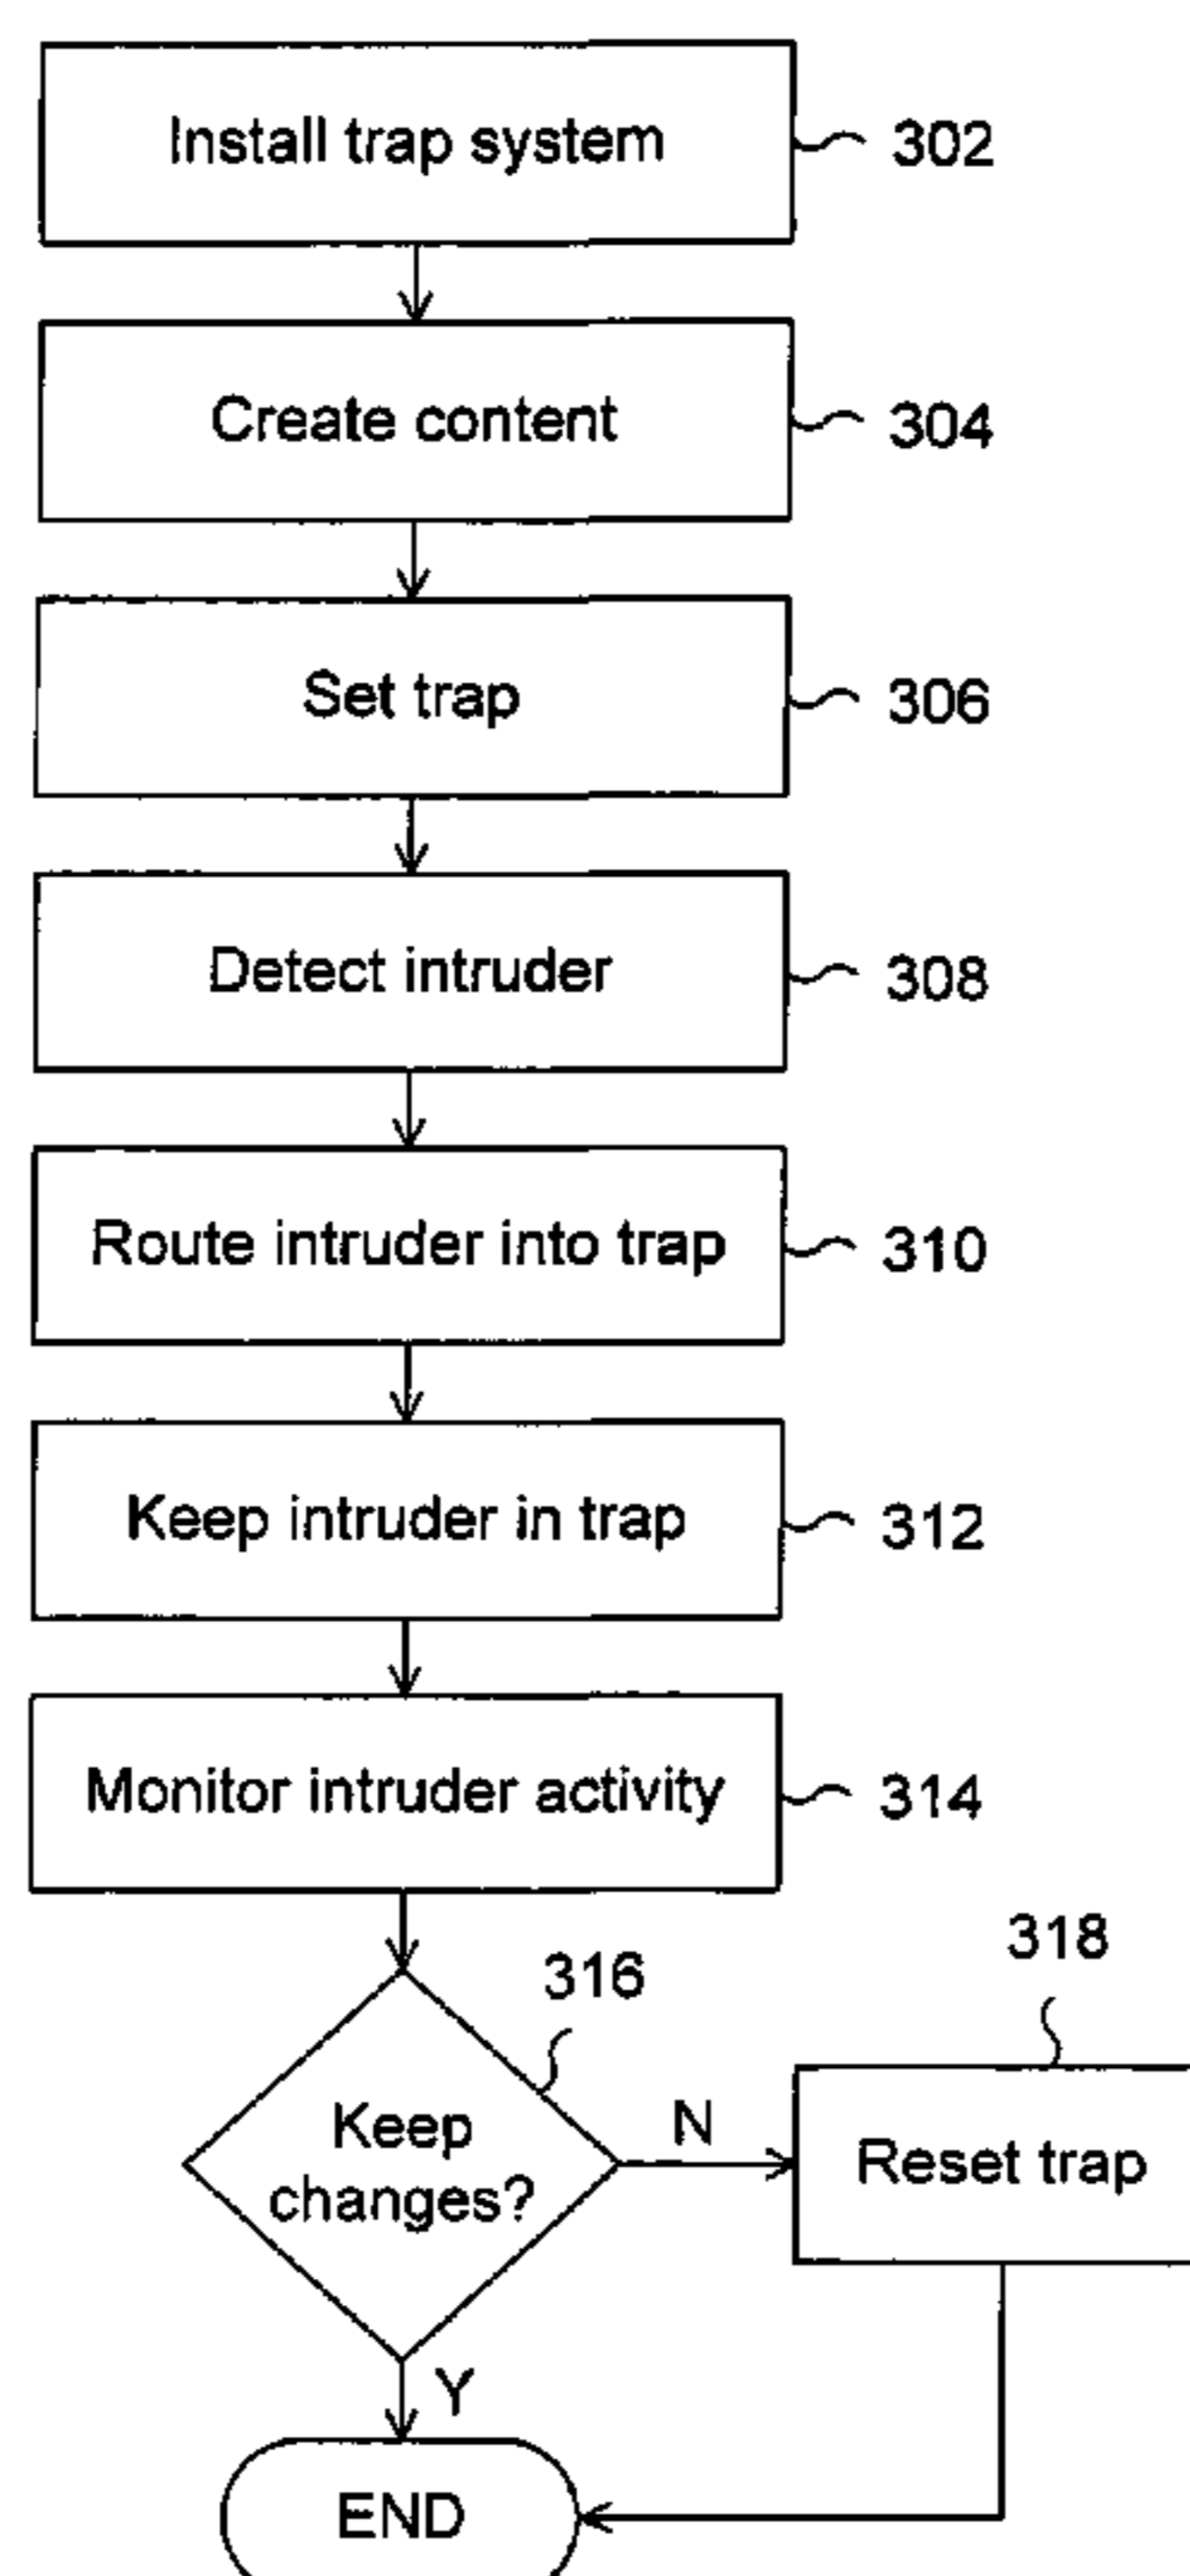 Install trap system
302
Create content
304
Set trap
306
Detect intruder
308
Route intruder into trap
310
Keep intruder in trap
312
Monitor intruder activity
314
316
318
Keep
changes?
N
Reset trap
Y
END